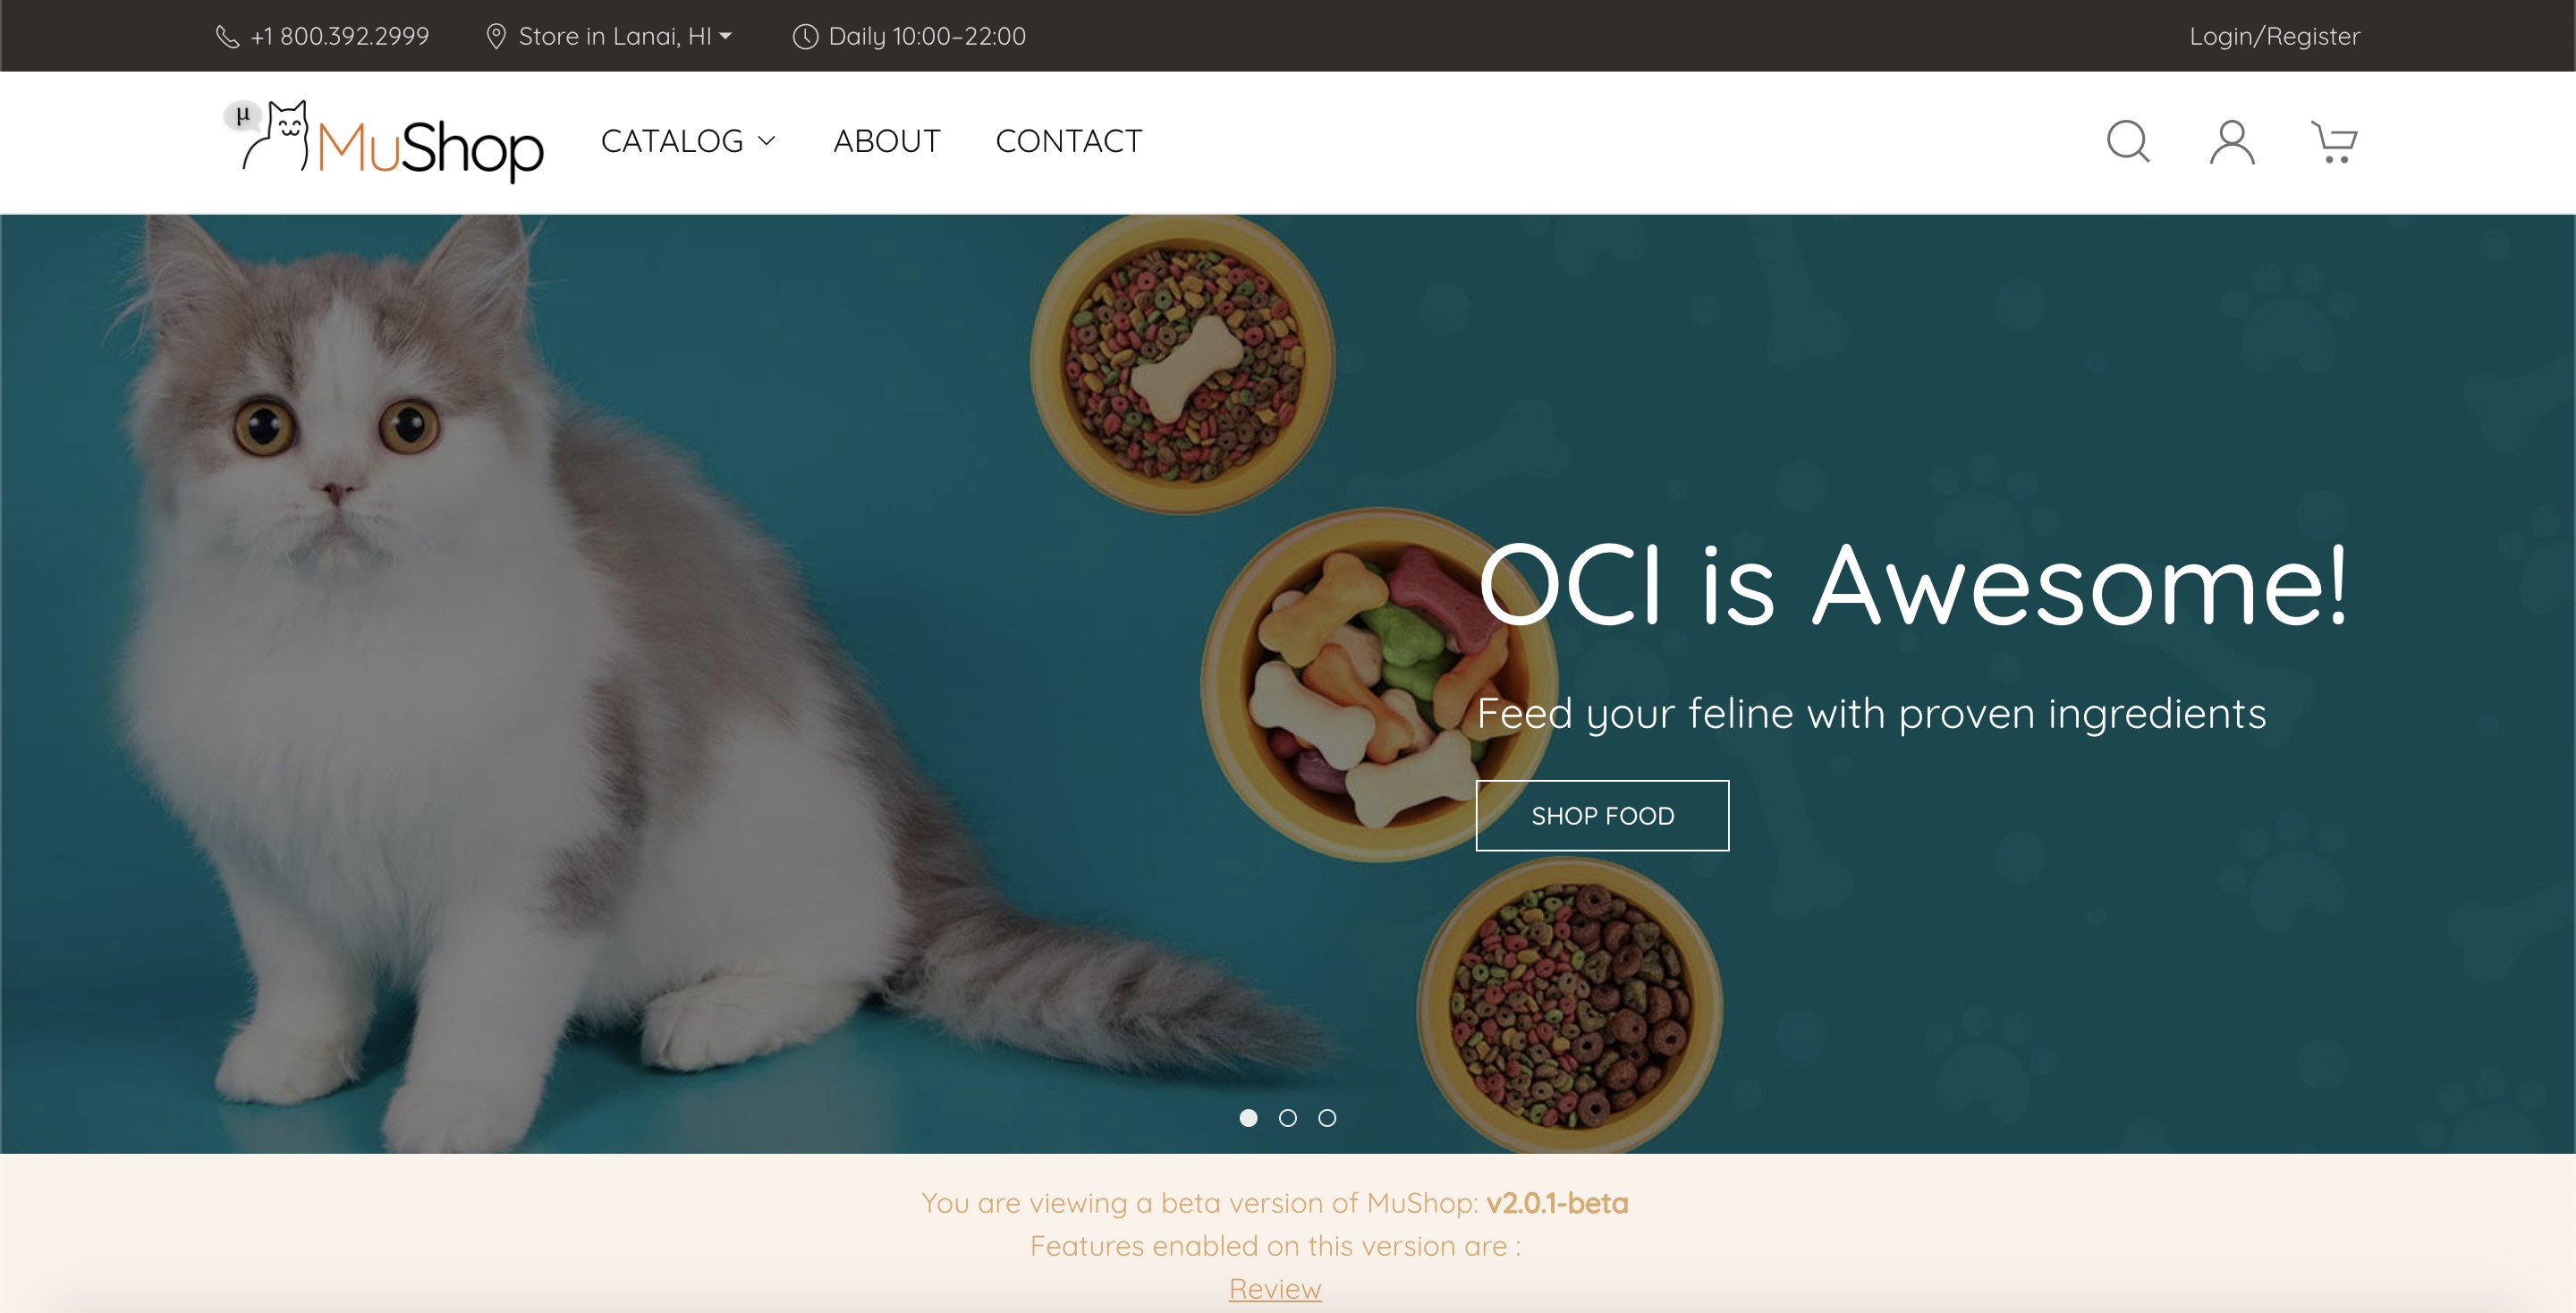 +1 800.392.2999
Store in Lanai, HI
Daily 10:00–22:00
Login/Register
μ
MuShop
CATALOG
ABOUT
CONTACT
OCI is Awesome!
Feed your feline with proven ingredients
SHOP FOOD
You are viewing a beta version of MuShop: v2.0.1-beta
Features enabled on this version are :
Review